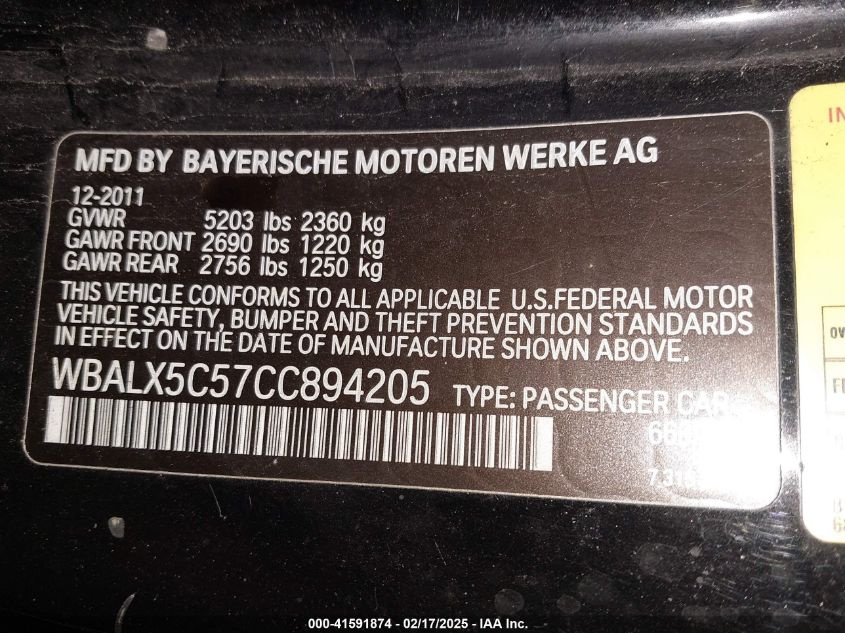 MFD BY BAYERISCHE MOTOREN WERKE AG
12-2011
GVWR 5203 lbs 2360 kg
GAWR FRONT 2690 lbs 1220 kg
GAWR REAR 2756 lbs 1250 kg
THIS VEHICLE CONFORMS TO ALL APPLICABLE U.S.FEDERAL MOTOR
VEHICLE SAFETY, BUMPER AND THEFT PREVENTION STANDARDS
IN EFFECT ON THE DATE OF MANUFACTURE SHOWN ABOVE.
WBALX5C57CC894205 TYPE: PASSENGER CAR
000-41591874 - 02/17/2025 - IAA Inc.